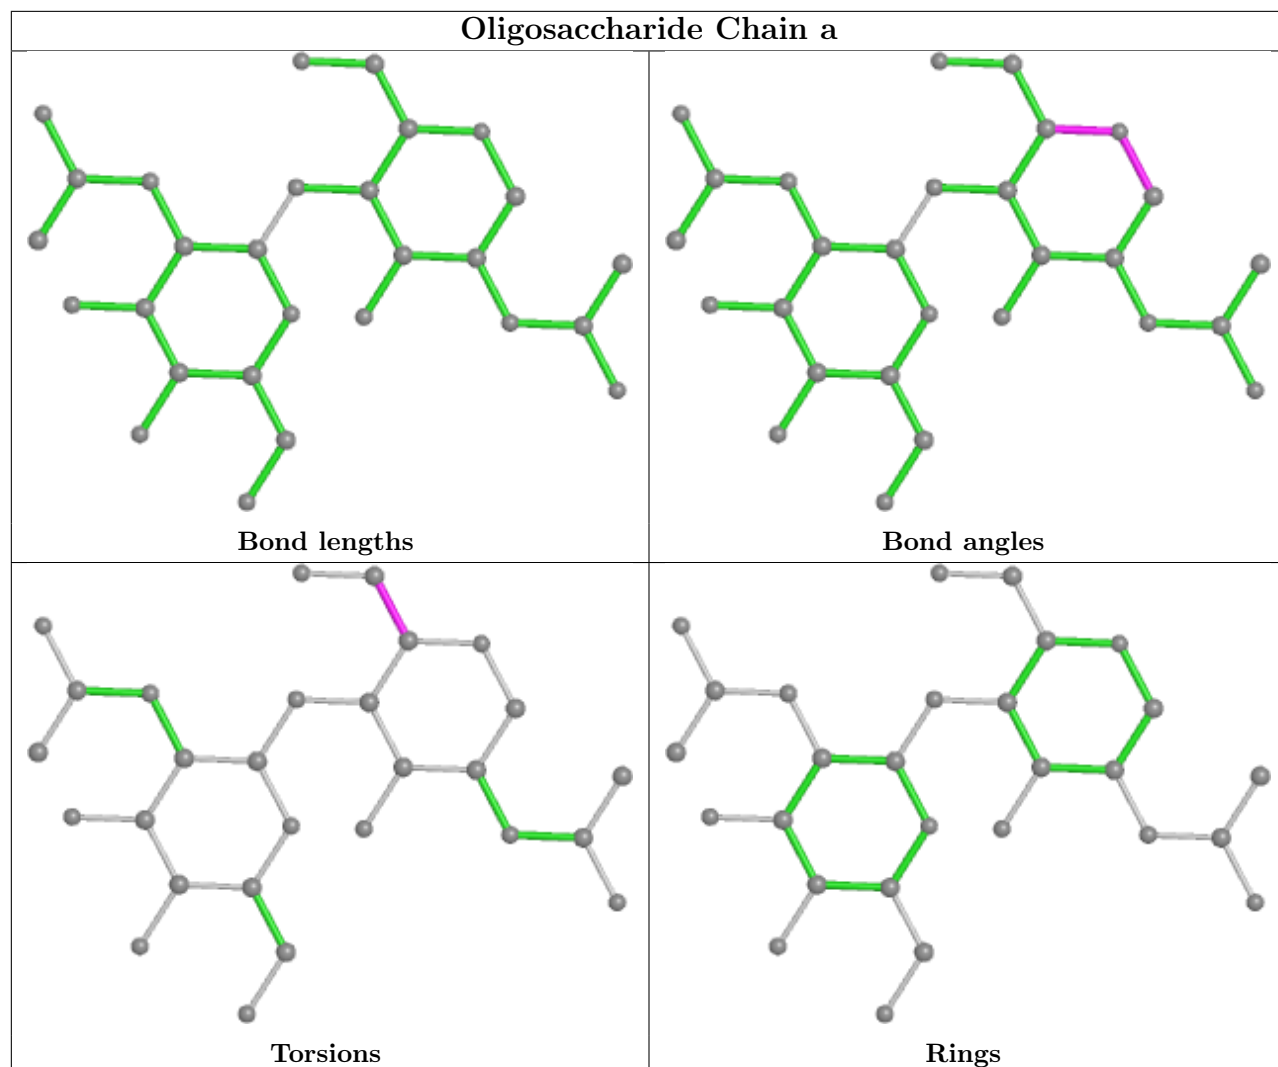 Oligosaccharide Chain a
Bond lengths
Bond angles
Torsions
Rings